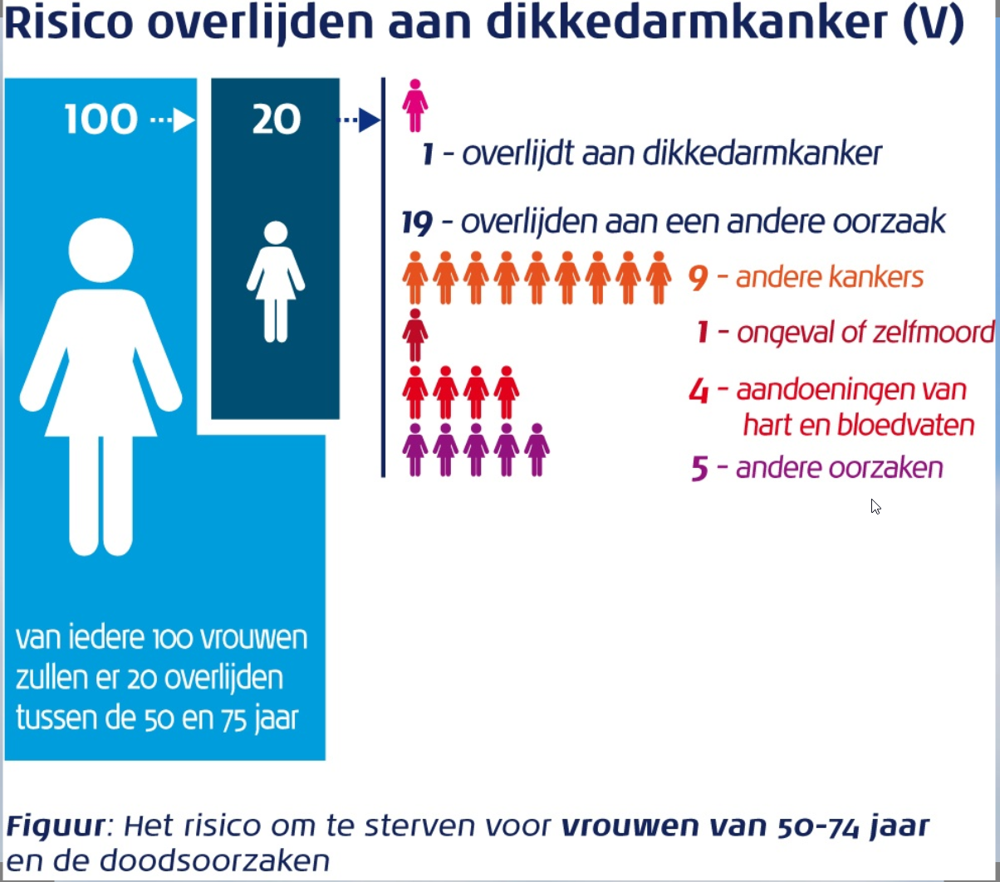 Risico overlijden aan dikkedarmkanker (V)
100
20
1 - overlijdt aan dikkedarmkanker
19 - overlijden aan een andere oorzaak
9 - andere kankers
1 - ongeval of zelfmoord
4 - aandoeningen van
hart en bloedvaten
5 - andere oorzaken
van iedere 100 vrouwen
zullen er 20 overlijden
tussen de 50 en 75 jaar
Figuur: Het risico om te sterven voor vrouwen van 50-74 jaar
en de doodsoorzaken